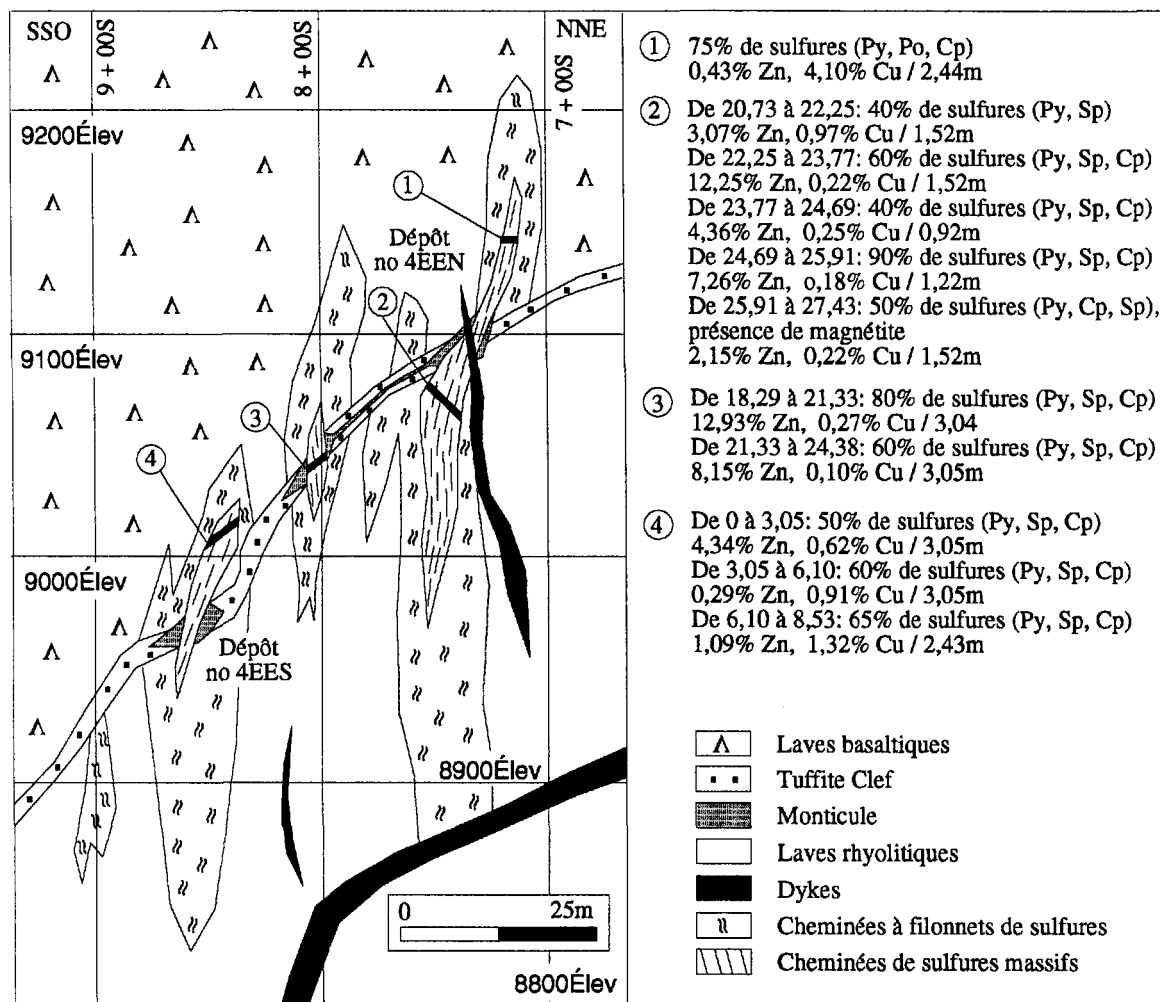 SSO
9 + 00S
8 + 00S
NNE
7 + 00S
9200Élev
1
Dépôt
no 4EEN
2
9100Élev
3
4
9000Élev
Dépôt
no 4EES
8900Élev
0 25m
8800Élev
1 75% de sulfures (Py, Po, Cp)
0,43% Zn, 4,10% Cu / 2,44m
2 De 20,73 à 22,25: 40% de sulfures (Py, Sp)
3,07% Zn, 0,97% Cu / 1,52m
De 22,25 à 23,77: 60% de sulfures (Py, Sp, Cp)
12,25% Zn, 0,22% Cu / 1,52m
De 23,77 à 24,69: 40% de sulfures (Py, Sp, Cp)
4,36% Zn, 0,25% Cu / 0,92m
De 24,69 à 25,91: 90% de sulfures (Py, Sp, Cp)
7,26% Zn, o,18% Cu / 1,22m
De 25,91 à 27,43: 50% de sulfures (Py, Cp, Sp),
présence de magnétite
2,15% Zn, 0,22% Cu / 1,52m
3 De 18,29 à 21,33: 80% de sulfures (Py, Sp, Cp)
12,93% Zn, 0,27% Cu / 3,04
De 21,33 à 24,38: 60% de sulfures (Py, Sp, Cp)
8,15% Zn, 0,10% Cu / 3,05m
4 De 0 à 3,05: 50% de sulfures (Py, Sp, Cp)
4,34% Zn, 0,62% Cu / 3,05m
De 3,05 à 6,10: 60% de sulfures (Py, Sp, Cp)
0,29% Zn, 0,91% Cu / 3,05m
De 6,10 à 8,53: 65% de sulfures (Py, Sp, Cp)
1,09% Zn, 1,32% Cu / 2,43m
Laves basaltiques
Tuffite Clef
Monticule
Laves rhyolitiques
Dykes
Cheminées à filonnets de sulfures
Cheminées de sulfures massifs